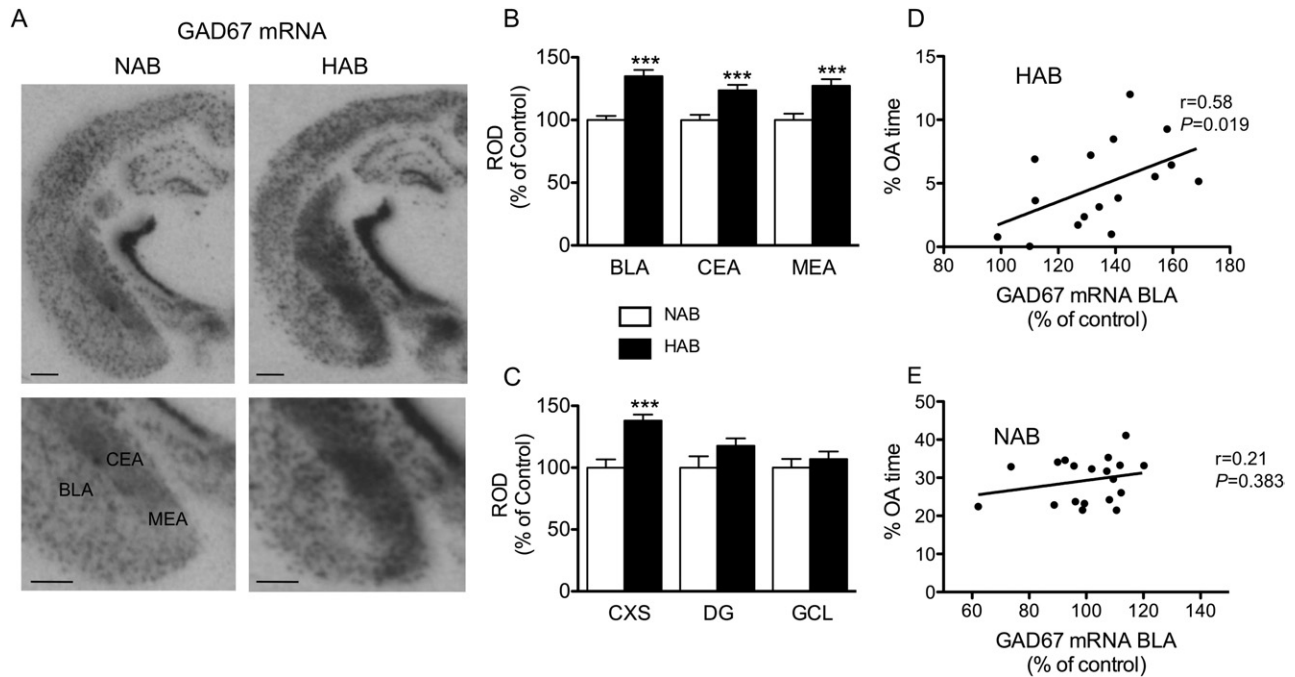 A
GAD67 mRNA
NAB
HAB
CEA
BLA
MEA
B
ROD
(% of Control)
150
100
50
0
***
***
***
BLA
CEA
MEA
NAB
HAB
C
ROD
(% of Control)
150
100
50
0
***
CXS
DG
GCL
D
% OA time
15
10
5
0
HAB
r=0.58
P=0.019
80
100
120
140
160
180
GAD67 mRNA BLA
(% of control)
E
% OA time
50
40
30
20
10
0
NAB
r=0.21
P=0.383
60
80
100
120
140
GAD67 mRNA BLA
(% of control)